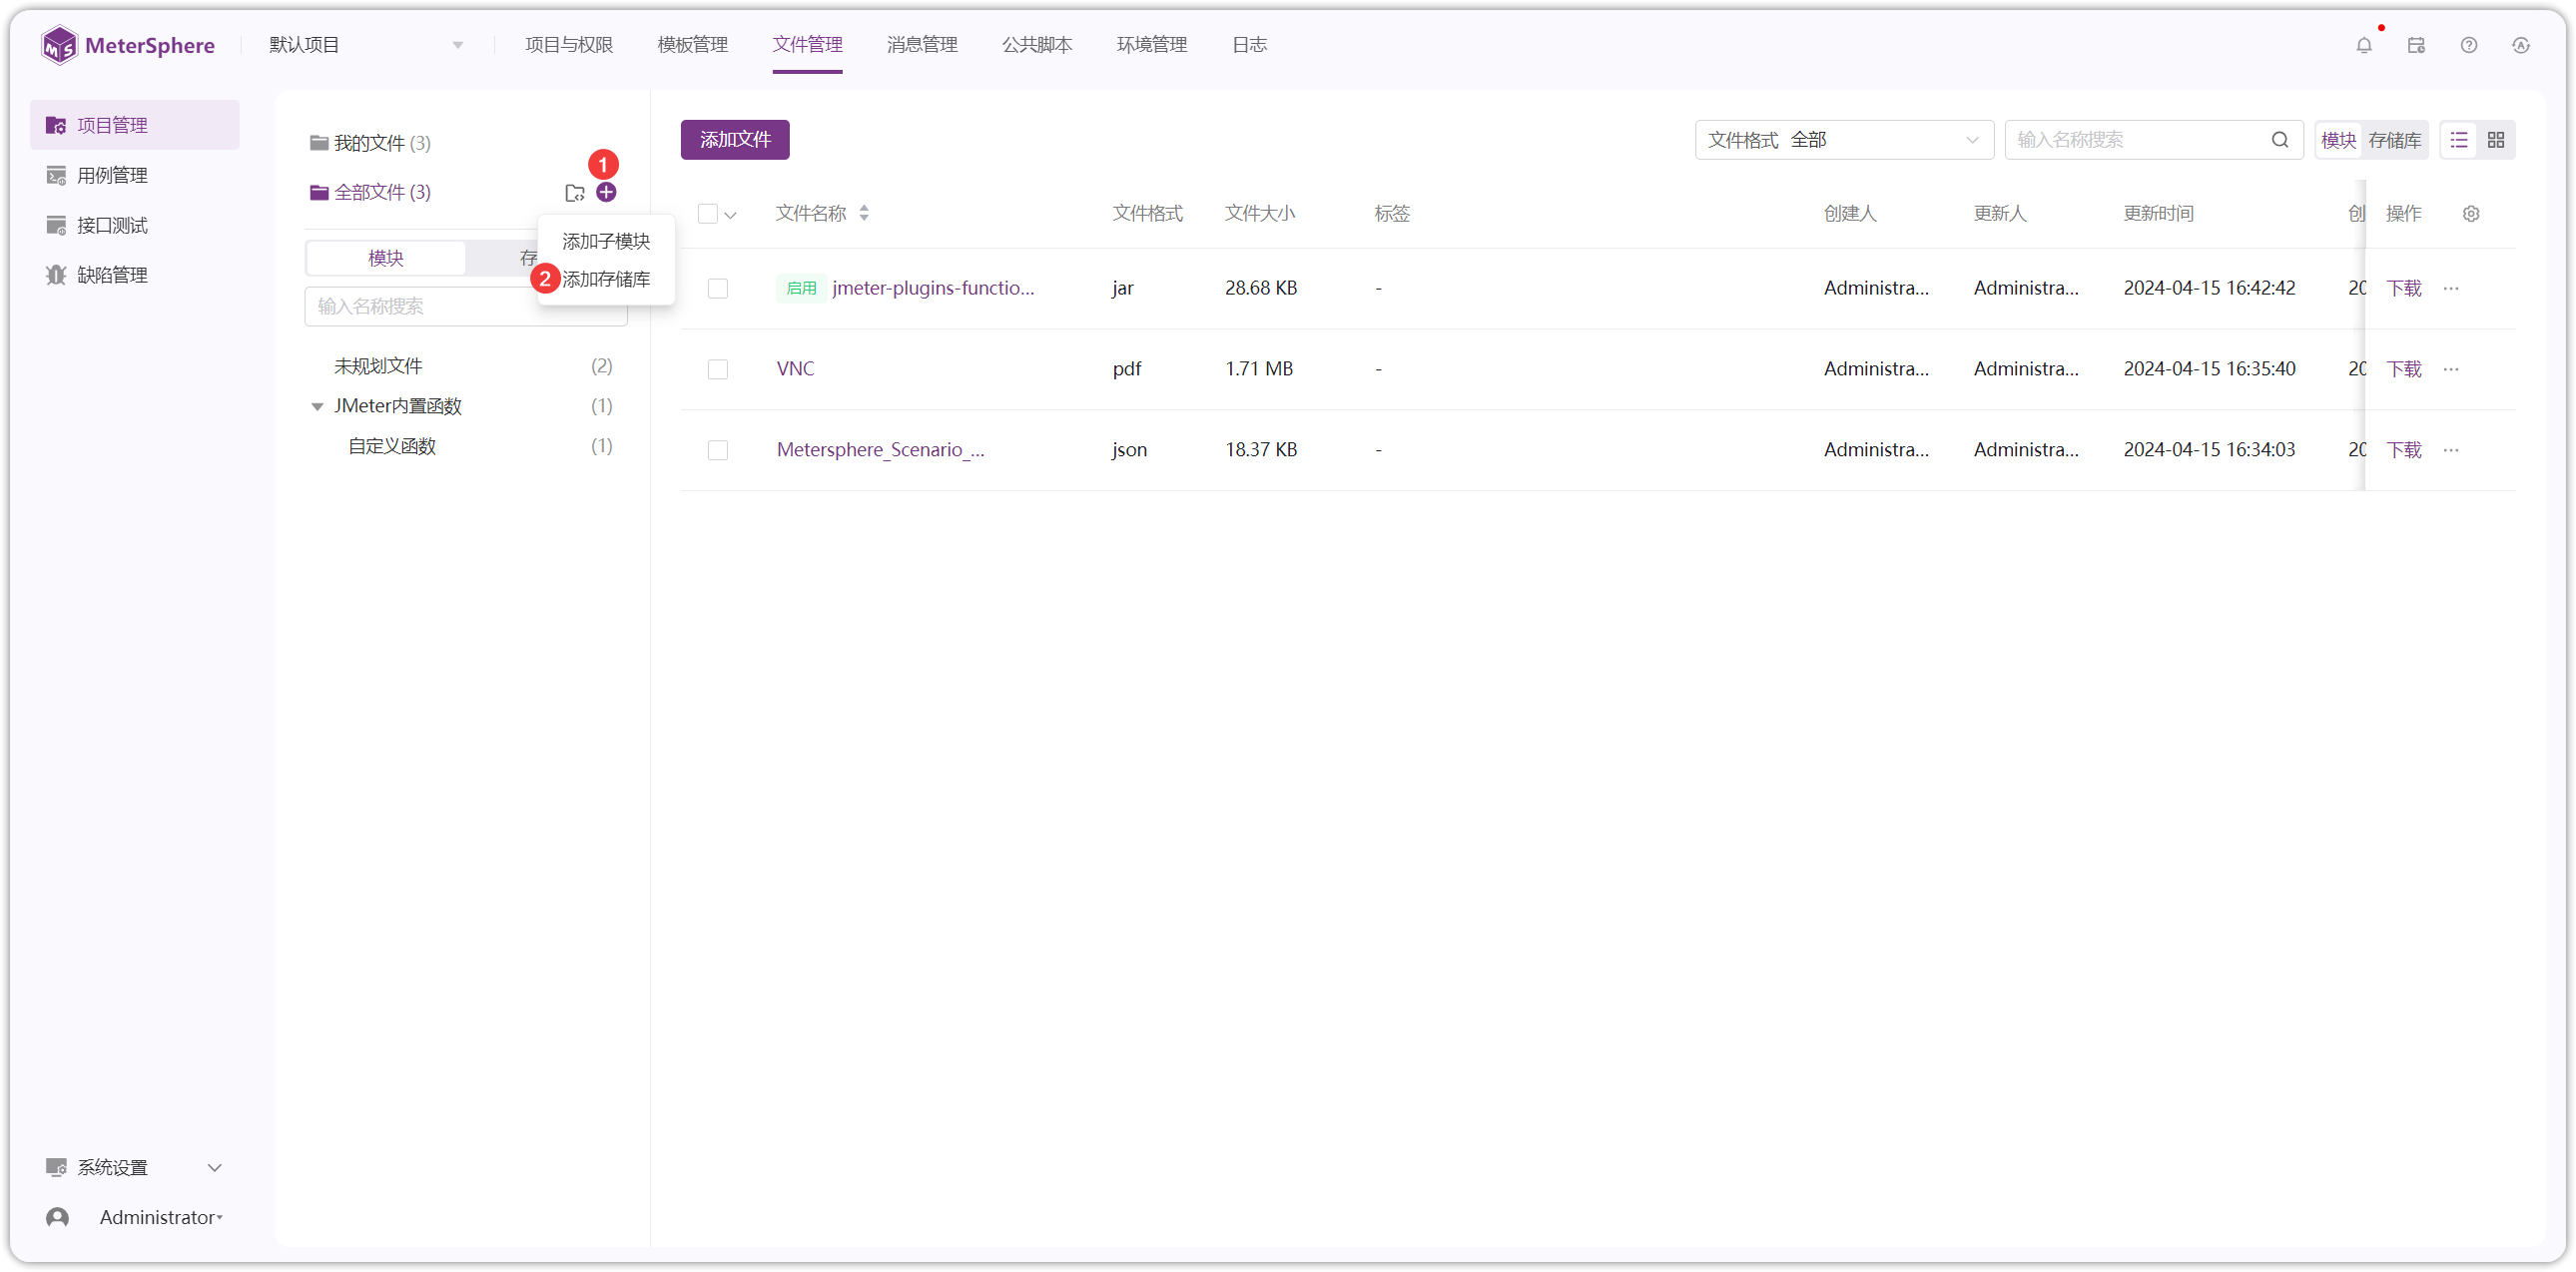 MeterSphere 默认项目 项目与权限 模板管理 文件管理 消息管理 公共脚本 环境管理 日志
项目管理
用例管理
接口测试
缺陷管理
系统设置
Administrator
我的文件 (3)
1
全部文件 (3)
添加子模块
2 添加存储库
模块 存
输入名称搜索
未规划文件 (2)
JMeter内置函数 (1)
自定义函数 (1)
添加文件 文件格式 全部 输入名称搜索 模块 存储库
文件名称 文件格式 文件大小 标签 创建人 更新人 更新时间 创 操作
启用 jmeter-plugins-functio... jar 28.68 KB - Administra... Administra... 2024-04-15 16:42:42 20 下载 ...
VNC pdf 1.71 MB - Administra... Administra... 2024-04-15 16:35:40 20 下载 ...
Metersphere_Scenario_... json 18.37 KB - Administra... Administra... 2024-04-15 16:34:03 20 下载 ...